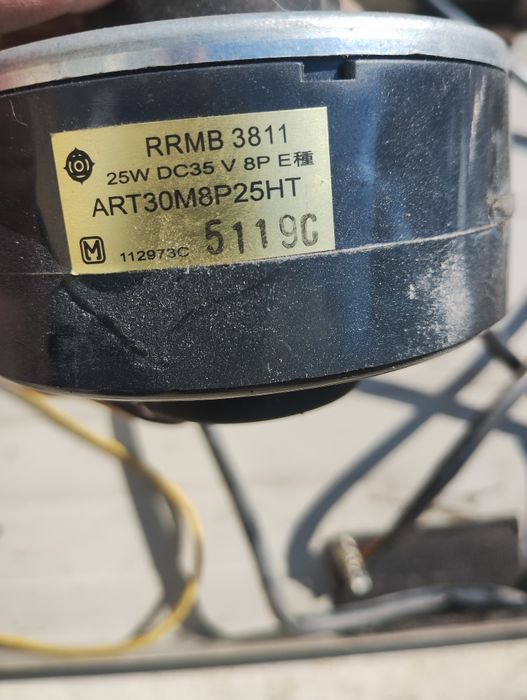 RRMB 3811
25W DC35 V 8P E種
ART30M8P25HT
M 112973C 5119C